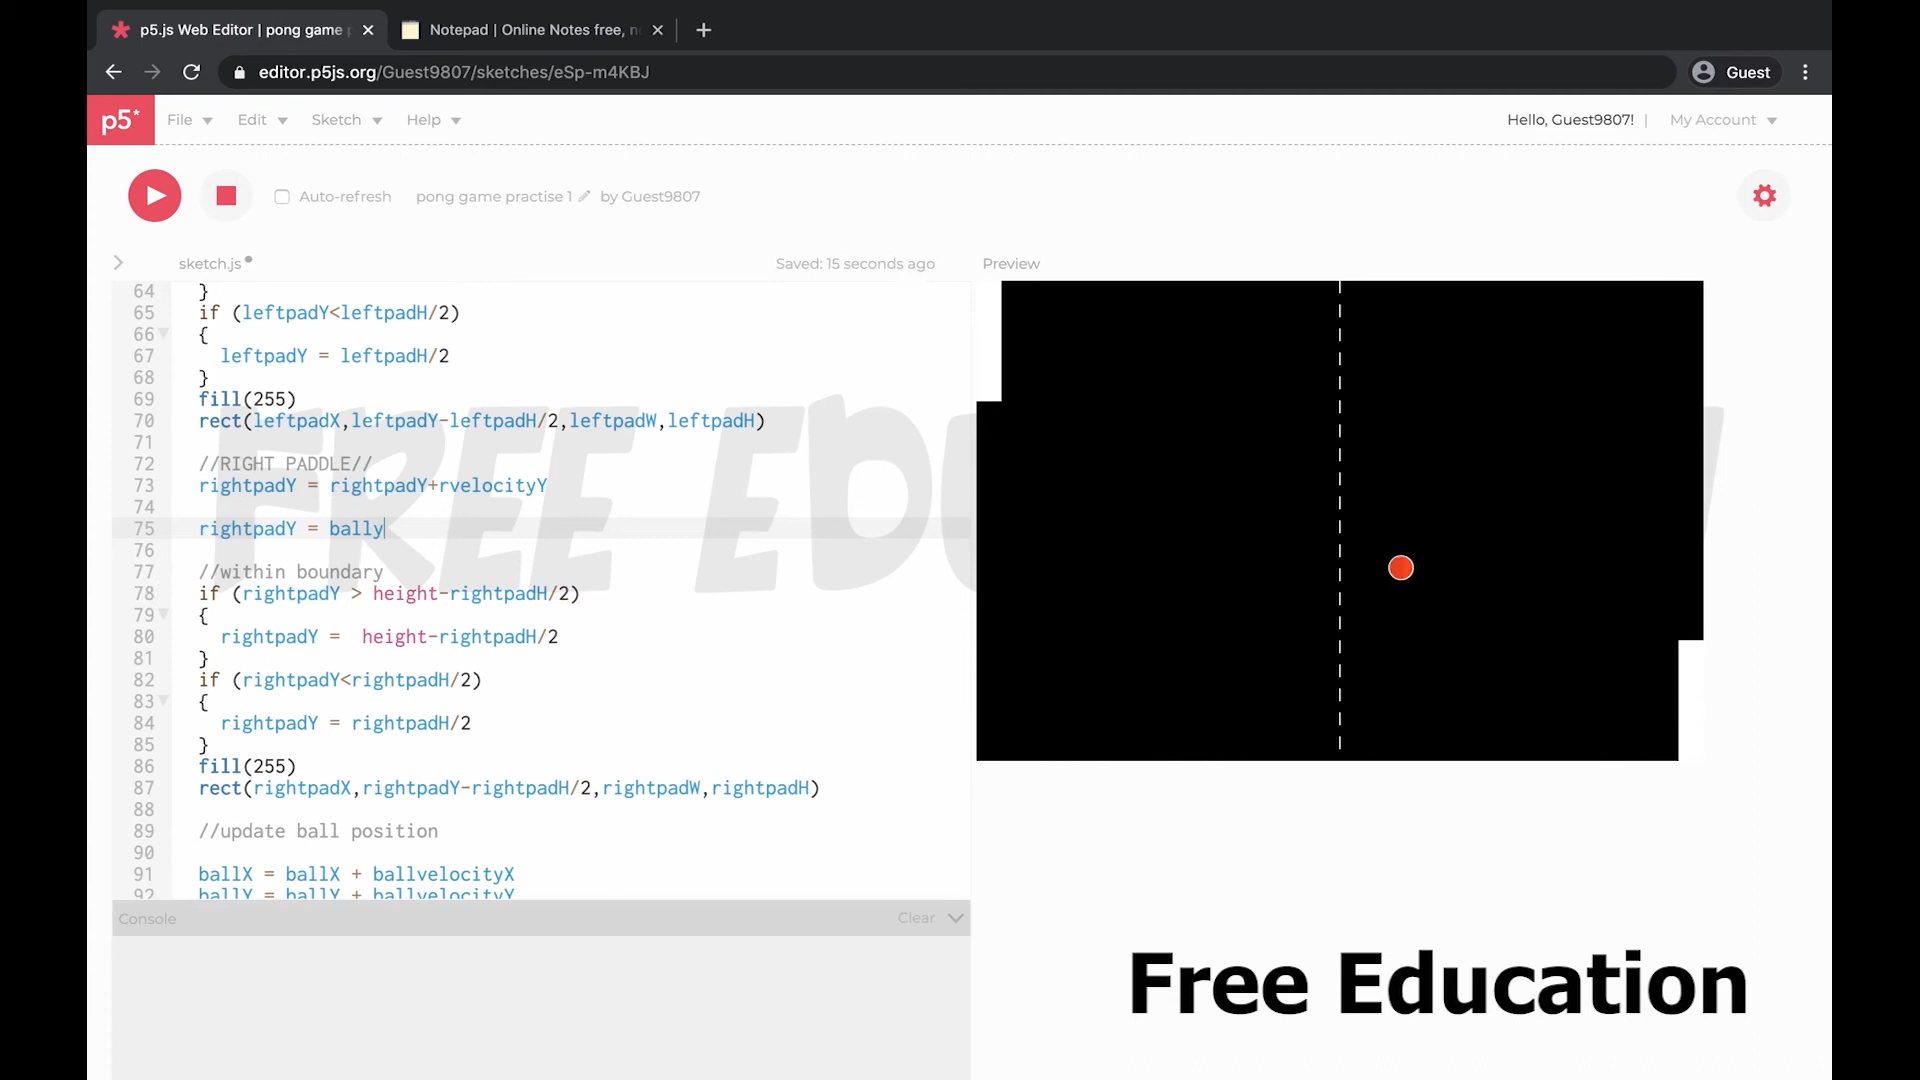 p5.js Web Editor | pong game p
Notepad | Online Notes free, n
editor.p5js.org/Guest9807/sketches/eSp-m4KBJ
Guest
p5*
File
Edit
Sketch
Help
Hello, Guest9807! |
My Account
Auto-refresh
pong game practise 1
by Guest9807
sketch.js
Saved: 15 seconds ago
Preview
64 }
65 if (leftpadY<leftpadH/2)
66 {
67 leftpadY = leftpadH/2
68 }
69 fill(255)
70 rect(leftpadX,leftpadY-leftpadH/2,leftpadW,leftpadH)
71
72 //RIGHT PADDLE//
73 rightpadY = rightpadY+rvelocityY
74
75 rightpadY = bally
76
77 //within boundary
78 if (rightpadY > height-rightpadH/2)
79 {
80 rightpadY =  height-rightpadH/2
81 }
82 if (rightpadY<rightpadH/2)
83 {
84 rightpadY = rightpadH/2
85 }
86 fill(255)
87 rect(rightpadX,rightpadY-rightpadH/2,rightpadW,rightpadH)
88
89 //update ball position
90
91 ballX = ballX + ballvelocityX
92 ballY = ballY + ballvelocityY
FREE EDU
Console
Clear
Free Education